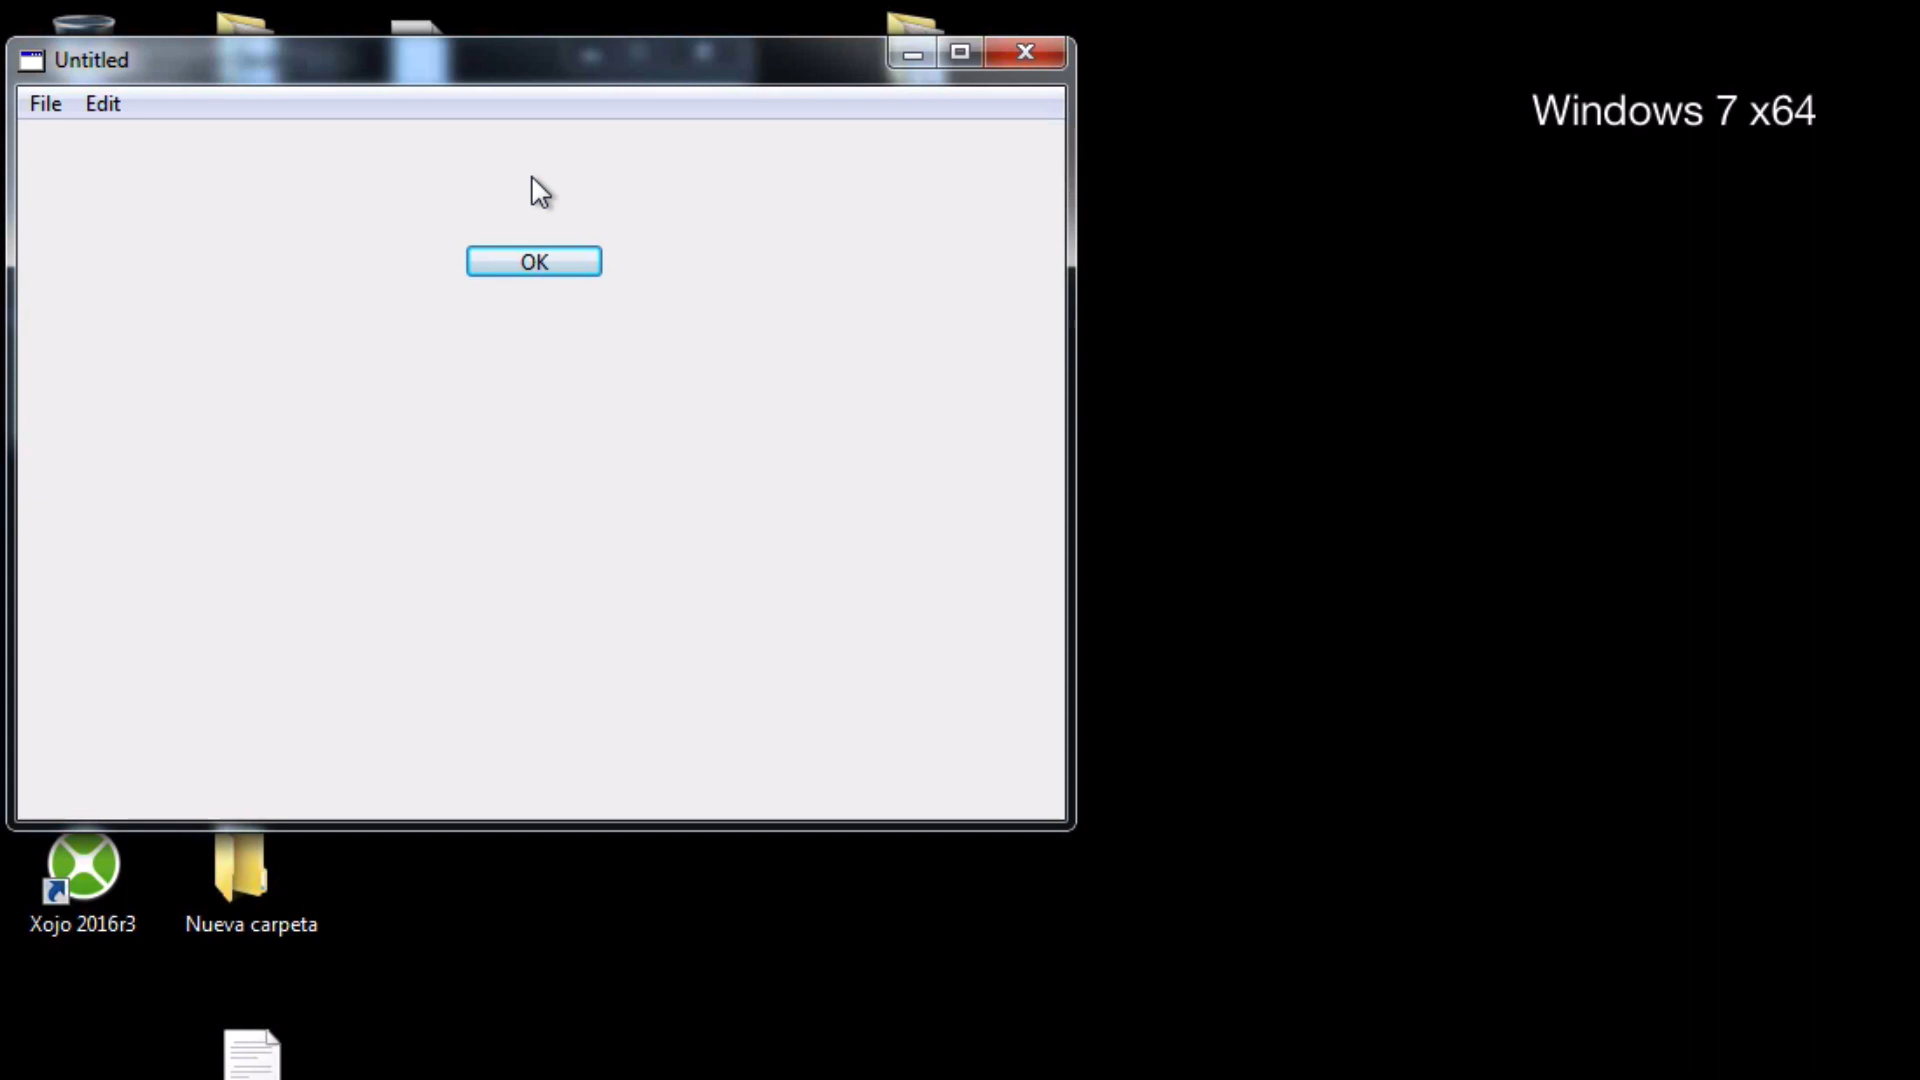 Untitled
File Edit
Windows 7 x64
OK
Xojo 2016r3
Nueva carpeta